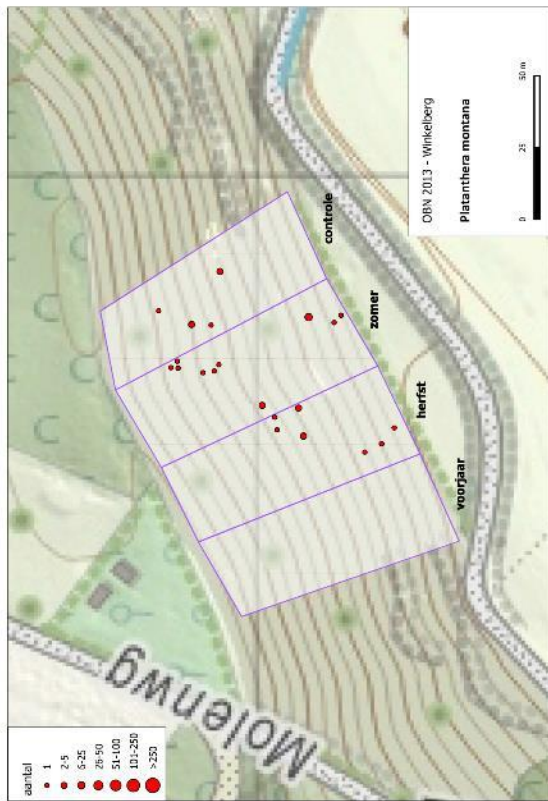 aantal
1
2-5
6-25
26-50
51-100
101-250
>250
Molenwg
voorjaar
herfst
zomer
controle
OBN 2013 - Winkelberg
Platanthera montana
0 25 50 m